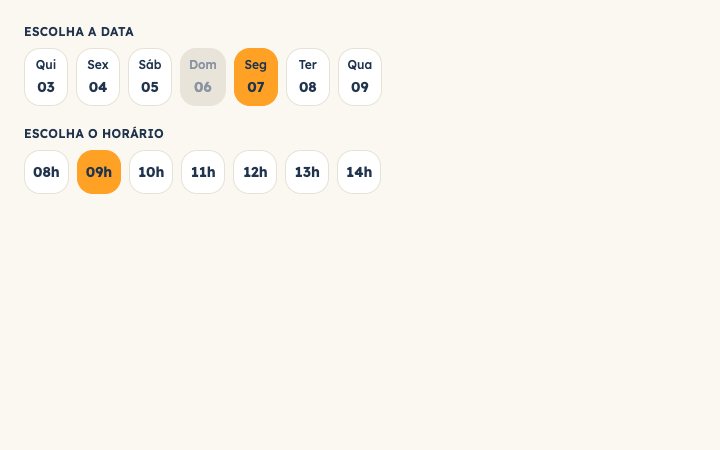 ESCOLHA A DATA
Qui Sex Sáb Dom Seg Ter Qua
03 04 05 06 07 08 09
ESCOLHA O HORÁRIO
08h 09h 10h 11h 12h 13h 14h